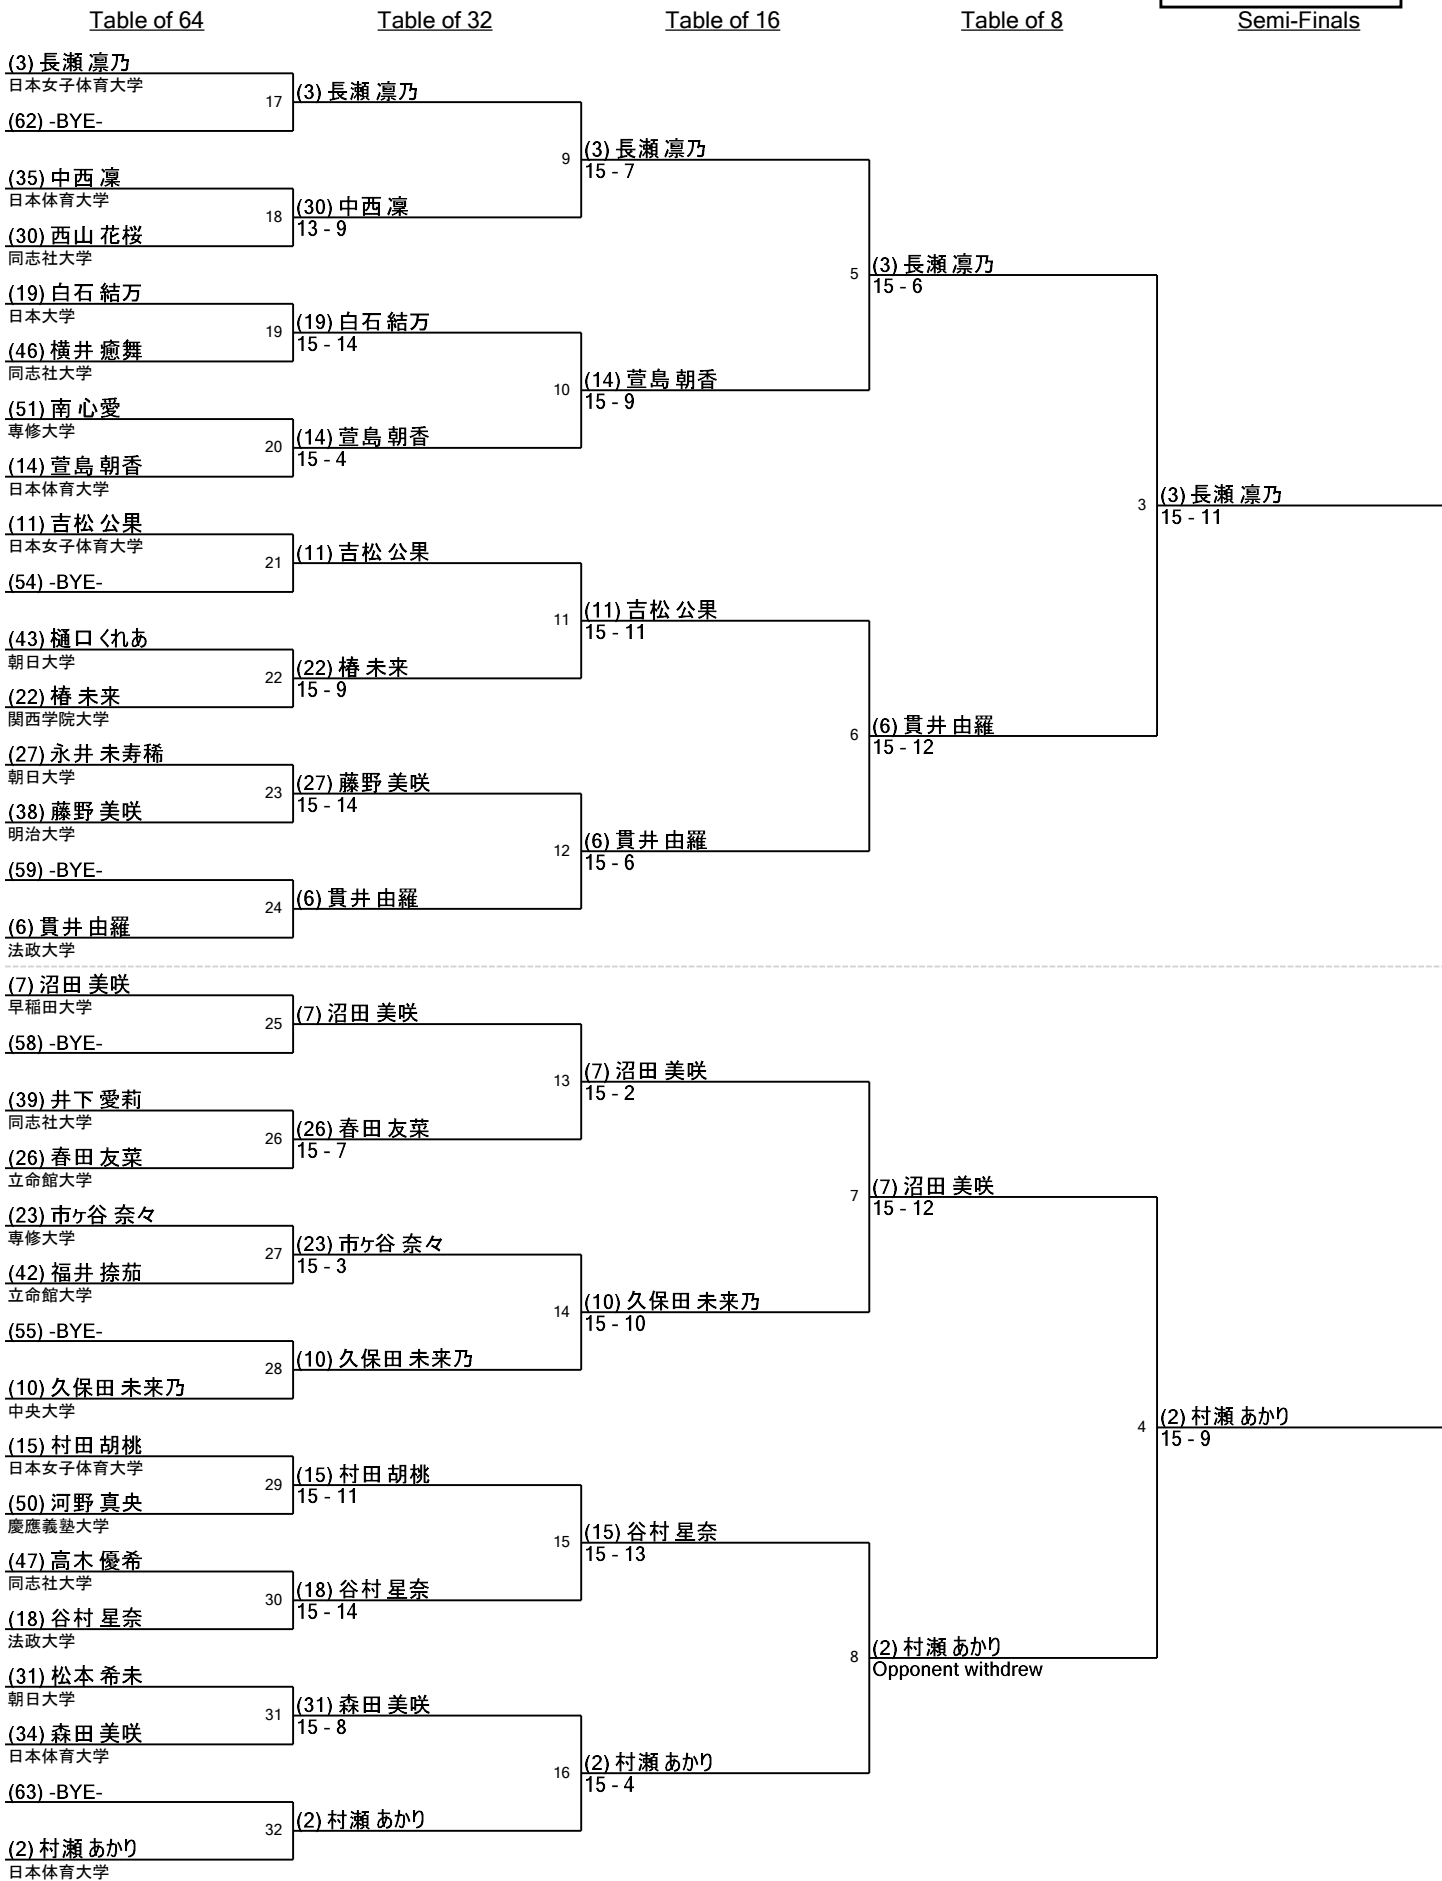 Table of 64
Table of 32
Table of 16
Table of 8
Semi-Finals
(3) 長瀬 凛乃
日本女子体育大学
(62) -BYE-
(35) 中西 凜
日本体育大学
(30) 西山 花桜
同志社大学
(19) 白石 結万
日本大学
(46) 横井 癒舞
同志社大学
(51) 南 心愛
専修大学
(14) 萱島 朝香
日本体育大学
(11) 吉松 公果
日本女子体育大学
(54) -BYE-
(43) 樋口 くれあ
朝日大学
(22) 椿 未来
関西学院大学
(27) 永井 未寿稀
朝日大学
(38) 藤野 美咲
明治大学
(59) -BYE-
(6) 貫井 由羅
法政大学
(7) 沼田 美咲
早稲田大学
(58) -BYE-
(39) 井下 愛莉
同志社大学
(26) 春田 友菜
立命館大学
(23) 市ヶ谷 奈々
専修大学
(42) 福井 捺茄
立命館大学
(55) -BYE-
(10) 久保田 未来乃
中央大学
(15) 村田 胡桃
日本女子体育大学
(50) 河野 真央
慶應義塾大学
(47) 高木 優希
同志社大学
(18) 谷村 星奈
法政大学
(31) 松本 希未
朝日大学
(34) 森田 美咲
日本体育大学
(63) -BYE-
(2) 村瀬 あかり
日本体育大学
17
(3) 長瀬 凛乃
18
(30) 中西 凜
13 - 9
19
(19) 白石 結万
15 - 14
20
(14) 萱島 朝香
15 - 4
21
(11) 吉松 公果
22
(22) 椿 未来
15 - 9
23
(27) 藤野 美咲
15 - 14
24
(6) 貫井 由羅
25
(7) 沼田 美咲
26
(26) 春田 友菜
15 - 7
27
(23) 市ヶ谷 奈々
15 - 3
28
(10) 久保田 未来乃
29
(15) 村田 胡桃
15 - 11
30
(18) 谷村 星奈
15 - 14
31
(31) 森田 美咲
15 - 8
32
(2) 村瀬 あかり
9
(3) 長瀬 凛乃
15 - 7
10
(14) 萱島 朝香
15 - 9
11
(11) 吉松 公果
15 - 11
12
(6) 貫井 由羅
15 - 6
13
(7) 沼田 美咲
15 - 2
14
(10) 久保田 未来乃
15 - 10
15
(15) 谷村 星奈
15 - 13
16
(2) 村瀬 あかり
15 - 4
5
(3) 長瀬 凛乃
15 - 6
6
(6) 貫井 由羅
15 - 12
7
(7) 沼田 美咲
15 - 12
8
(2) 村瀬 あかり
Opponent withdrew
3
(3) 長瀬 凛乃
15 - 11
4
(2) 村瀬 あかり
15 - 9